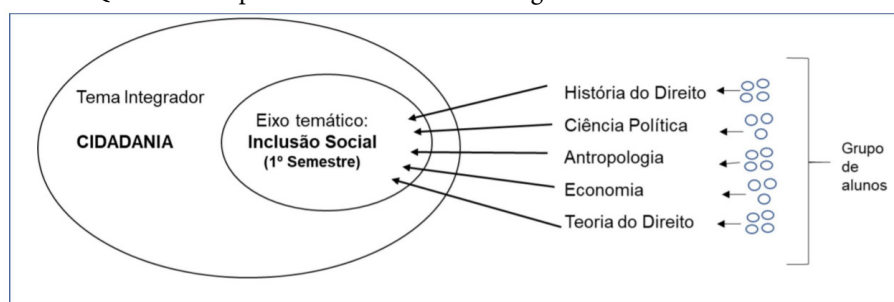 Tema Integrador
CIDADANIA
Eixo temático:
Inclusão Social
(1º Semestre)
História do Direito
Ciência Política
Antropologia
Economia
Teoria do Direito
Grupo
de
alunos